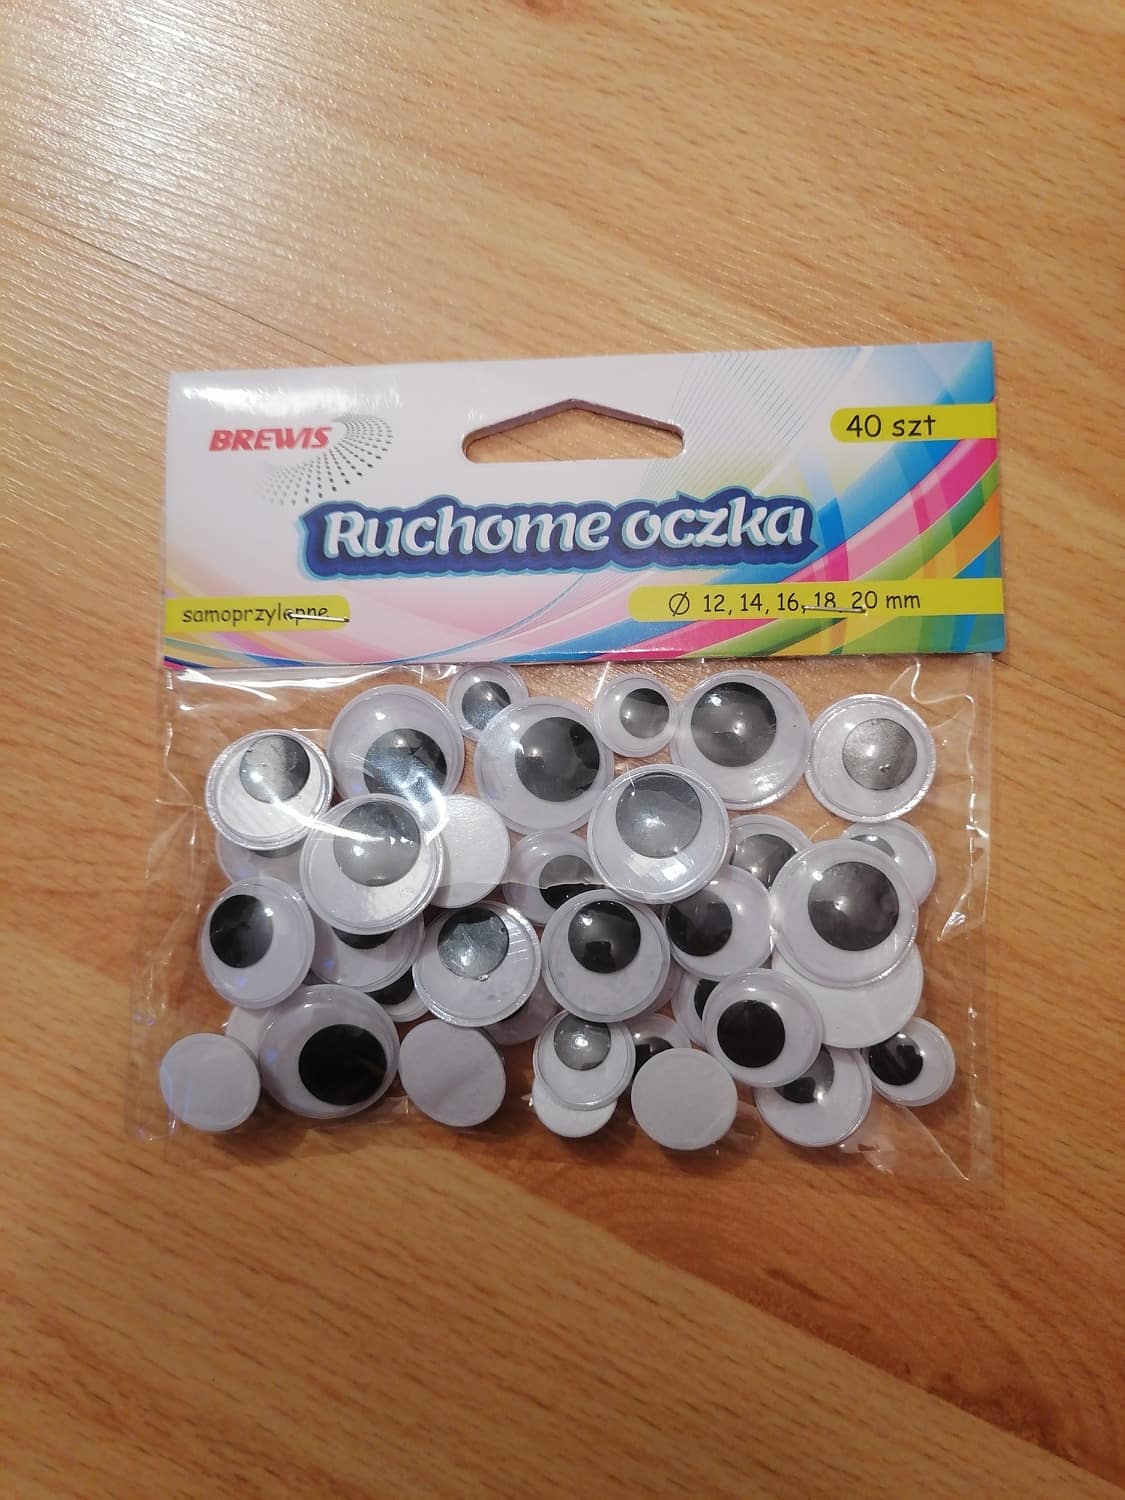 BREWIS
40 szt
Ruchome oczka
samoprzylepne
Ø 12, 14, 16, 18, 20 mm